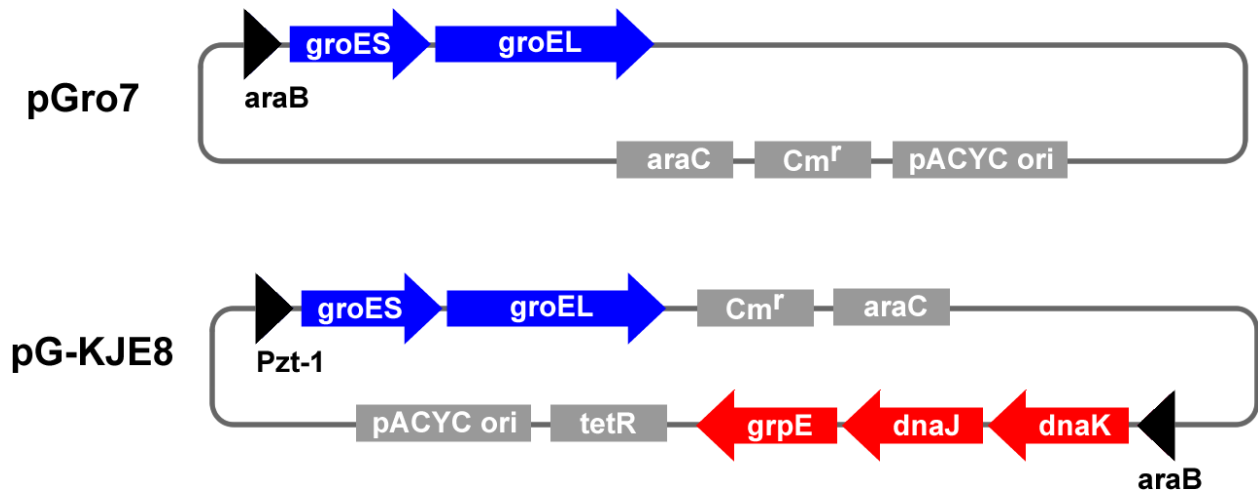 groES groEL
pGro7
araB
araC Cmʳ pACYC ori
groES groEL Cmʳ araC
pG-KJE8
Pzt-1
pACYC ori tetR grpE dnaJ dnaK
araB